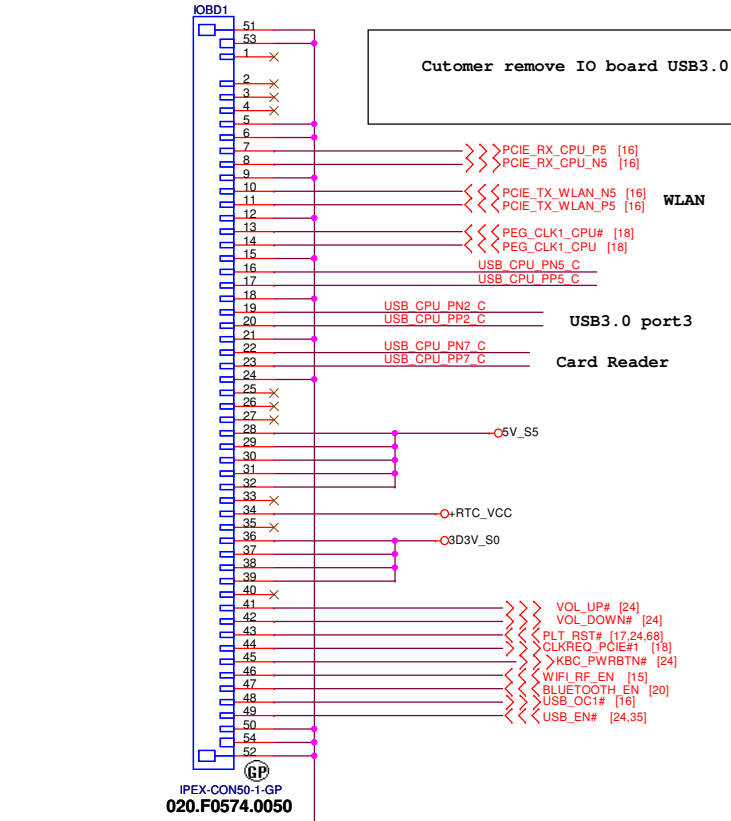 IOBD1
51
53
1
Cutomer remove IO board USB3.0
2
3
4
5
6
7 PCIE_RX_CPU_P5 [16]
8 PCIE_RX_CPU_N5 [16]
9
10 PCIE_TX_WLAN_N5 [16]
WLAN
11 PCIE_TX_WLAN_P5 [16]
12
13 PEG_CLK1_CPU# [18]
14 PEG_CLK1_CPU [18]
15
16 USB_CPU_PN5_C
17 USB_CPU_PP5_C
18
19 USB_CPU_PN2_C
20 USB_CPU_PP2_C
USB3.0 port3
21
22 USB_CPU_PN7_C
23 USB_CPU_PP7_C
Card Reader
24
25
26
27
28 5V_S5
29
30
31
32
33
34 +RTC_VCC
35
36 3D3V_S0
37
38
39
40
41 VOL_UP# [24]
42 VOL_DOWN# [24]
43 PLT_RST# [17,24,68]
44 CLKREQ_PCIE#1 [18]
45 KBC_PWRBTN# [24]
46 WIFI_RF_EN [15]
47 BLUETOOTH_EN [20]
48 USB_OC1# [16]
49 USB_EN# [24,35]
50
54
52
GP
IPEX-CON50-1-GP
020.F0574.0050